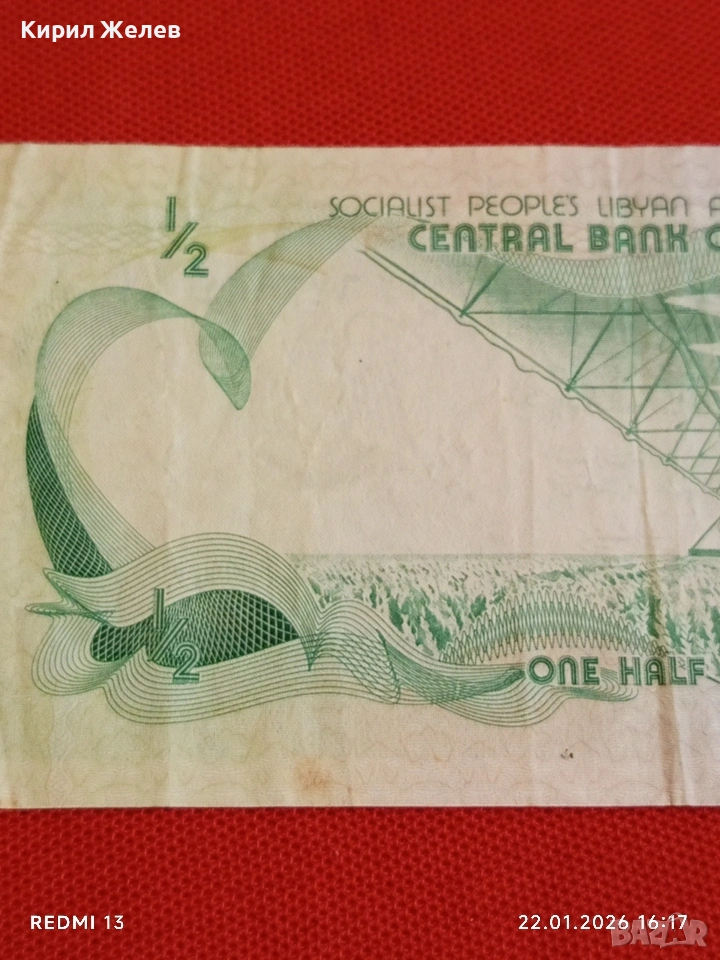 Кирил Желев
1/2
SOCIALIST PEOPLE'S LIBYAN
CENTRAL BANK
1/2
ONE HALF
REDMI 13
22.01.2026 16:17
BAZAR